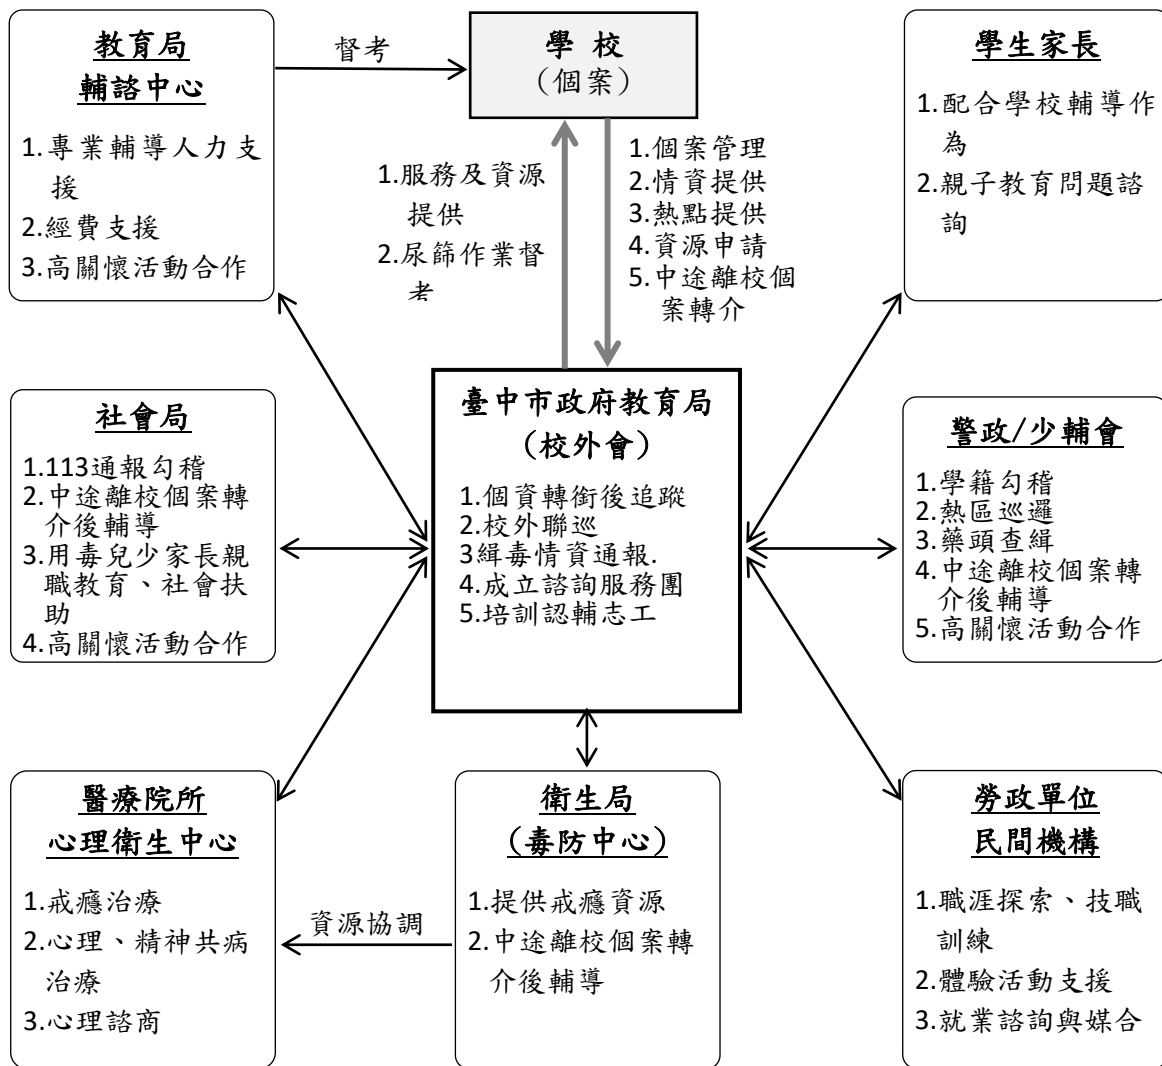 教育局
輔諮中心
1.專業輔導人力支
援
2.經費支援
3.高關懷活動合作
督考
學 校
（個案）
1.服務及資源
提供
2.尿篩作業督
考
1.個案管理
2.情資提供
3.熱點提供
4.資源申請
5.中途離校個
案轉介
學生家長
1.配合學校輔導作
為
2.親子教育問題諮
詢
社會局
1.113通報勾稽
2.中途離校個案轉
介後輔導
3.用毒兒少家長親
職教育、社會扶
助
4.高關懷活動合作
臺中市政府教育局
（校外會）
1.個資轉銜後追蹤
2.校外聯巡
3緝毒情資通報.
4.成立諮詢服務團
5.培訓認輔志工
警政/少輔會
1.學籍勾稽
2.熱區巡邏
3.藥頭查緝
4.中途離校個案轉
介後輔導
5.高關懷活動合作
醫療院所
心理衛生中心
1.戒癮治療
2.心理、精神共病
治療
3.心理諮商
資源協調
衛生局
（毒防中心）
1.提供戒癮資源
2.中途離校個案轉
介後輔導
勞政單位
民間機構
1.職涯探索、技職
訓練
2.體驗活動支援
3.就業諮詢與媒合